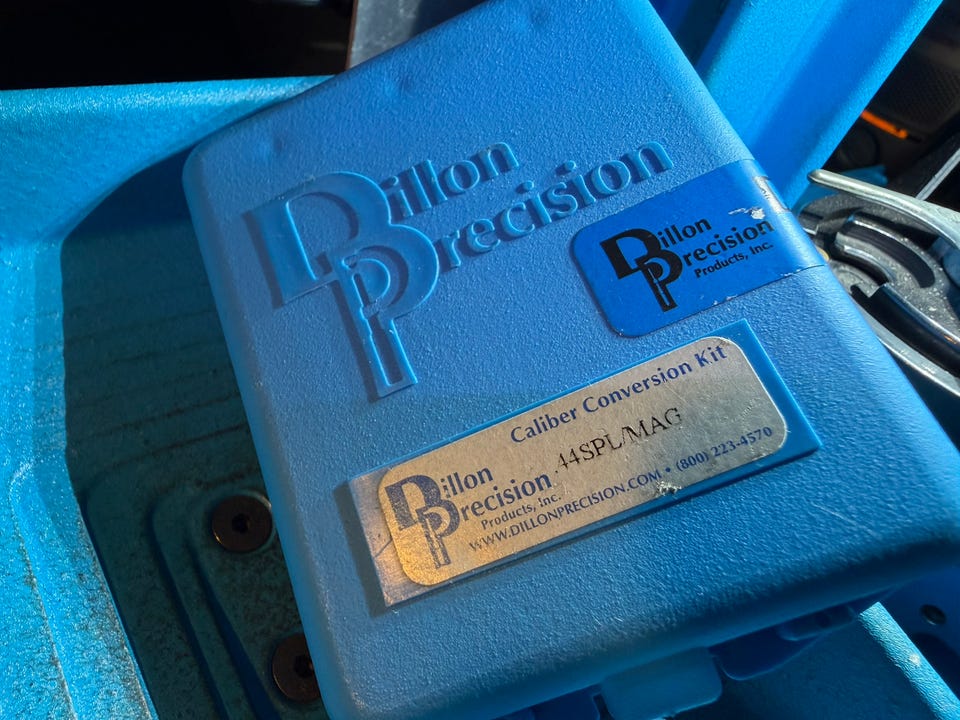 Dillon
Precision
Dillon
Precision
Products, Inc.
Caliber Conversion Kit
.44SPL/MAG
Dillon
Precision
Products, Inc.
WWW.DILLONPRECISION.COM • (800) 223-4570